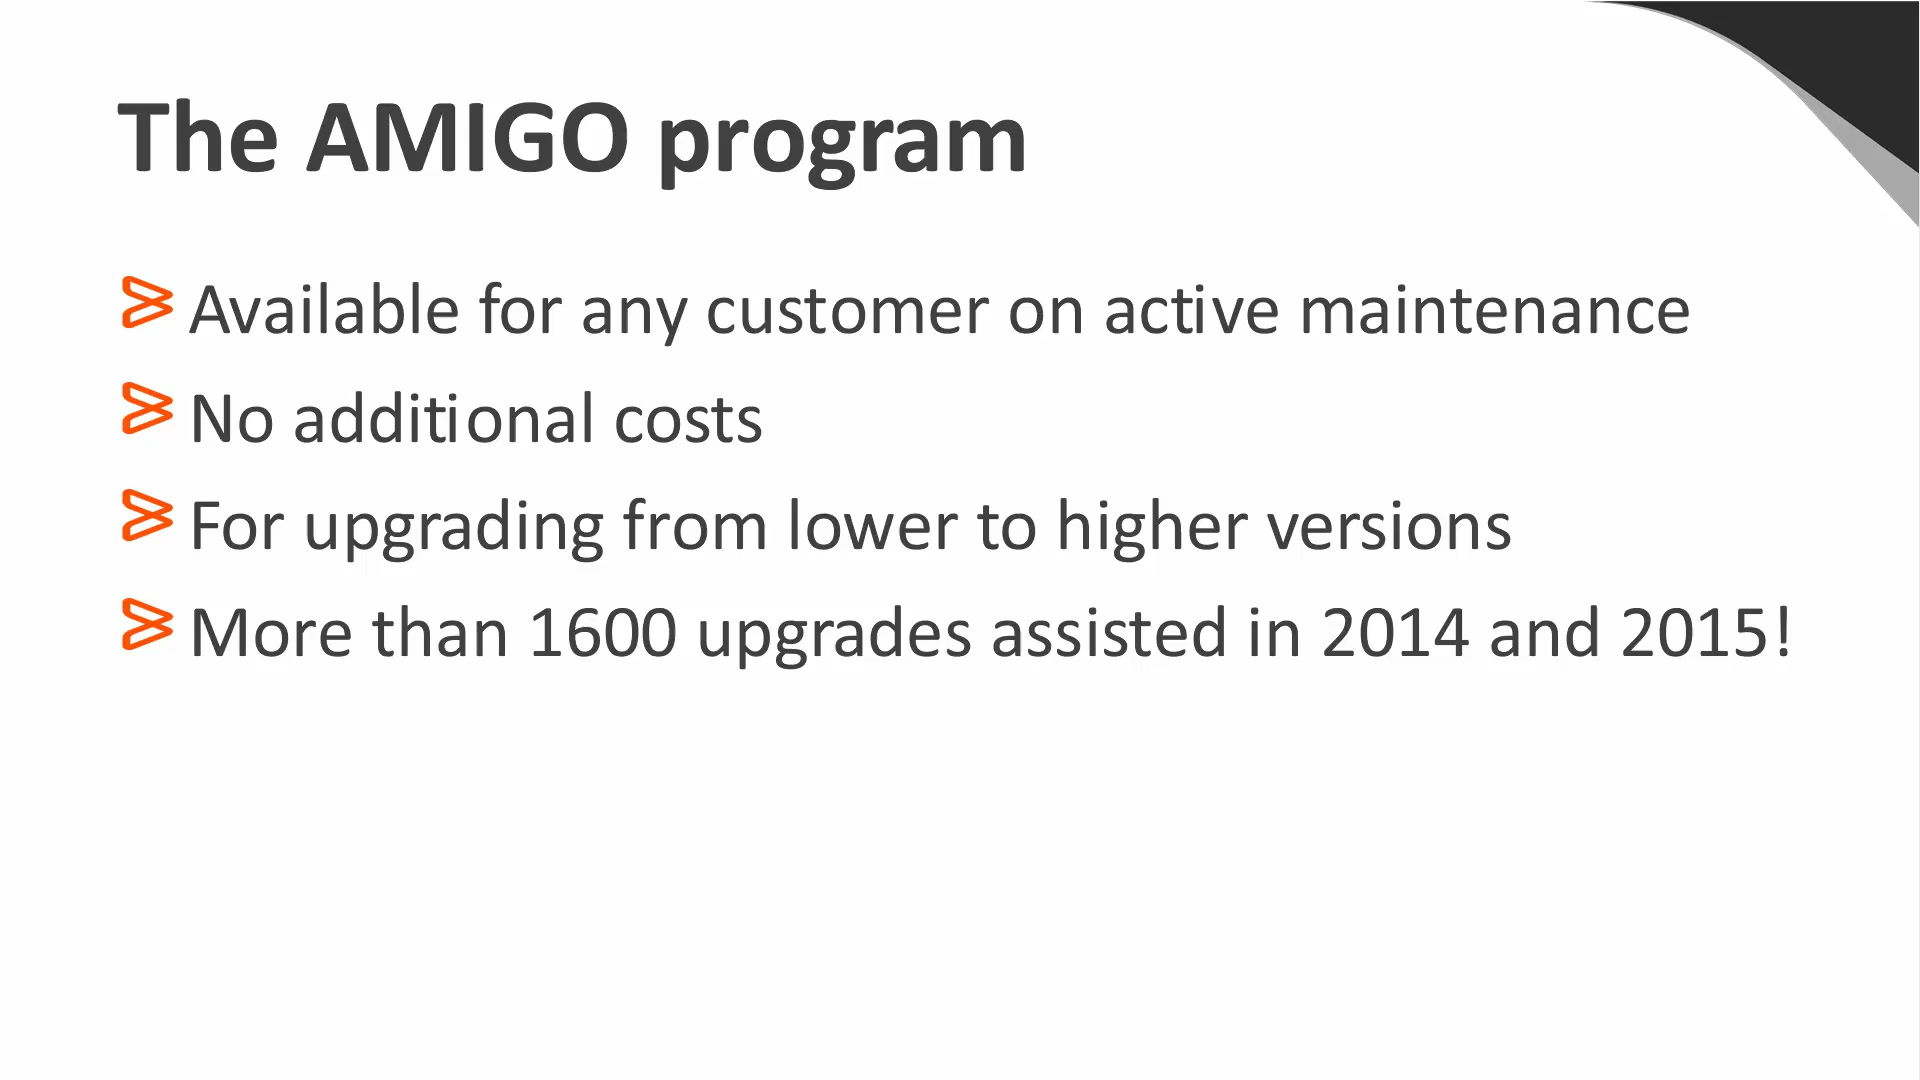 The AMIGO program
Available for any customer on active maintenance
No additional costs
For upgrading from lower to higher versions
More than 1600 upgrades assisted in 2014 and 2015!